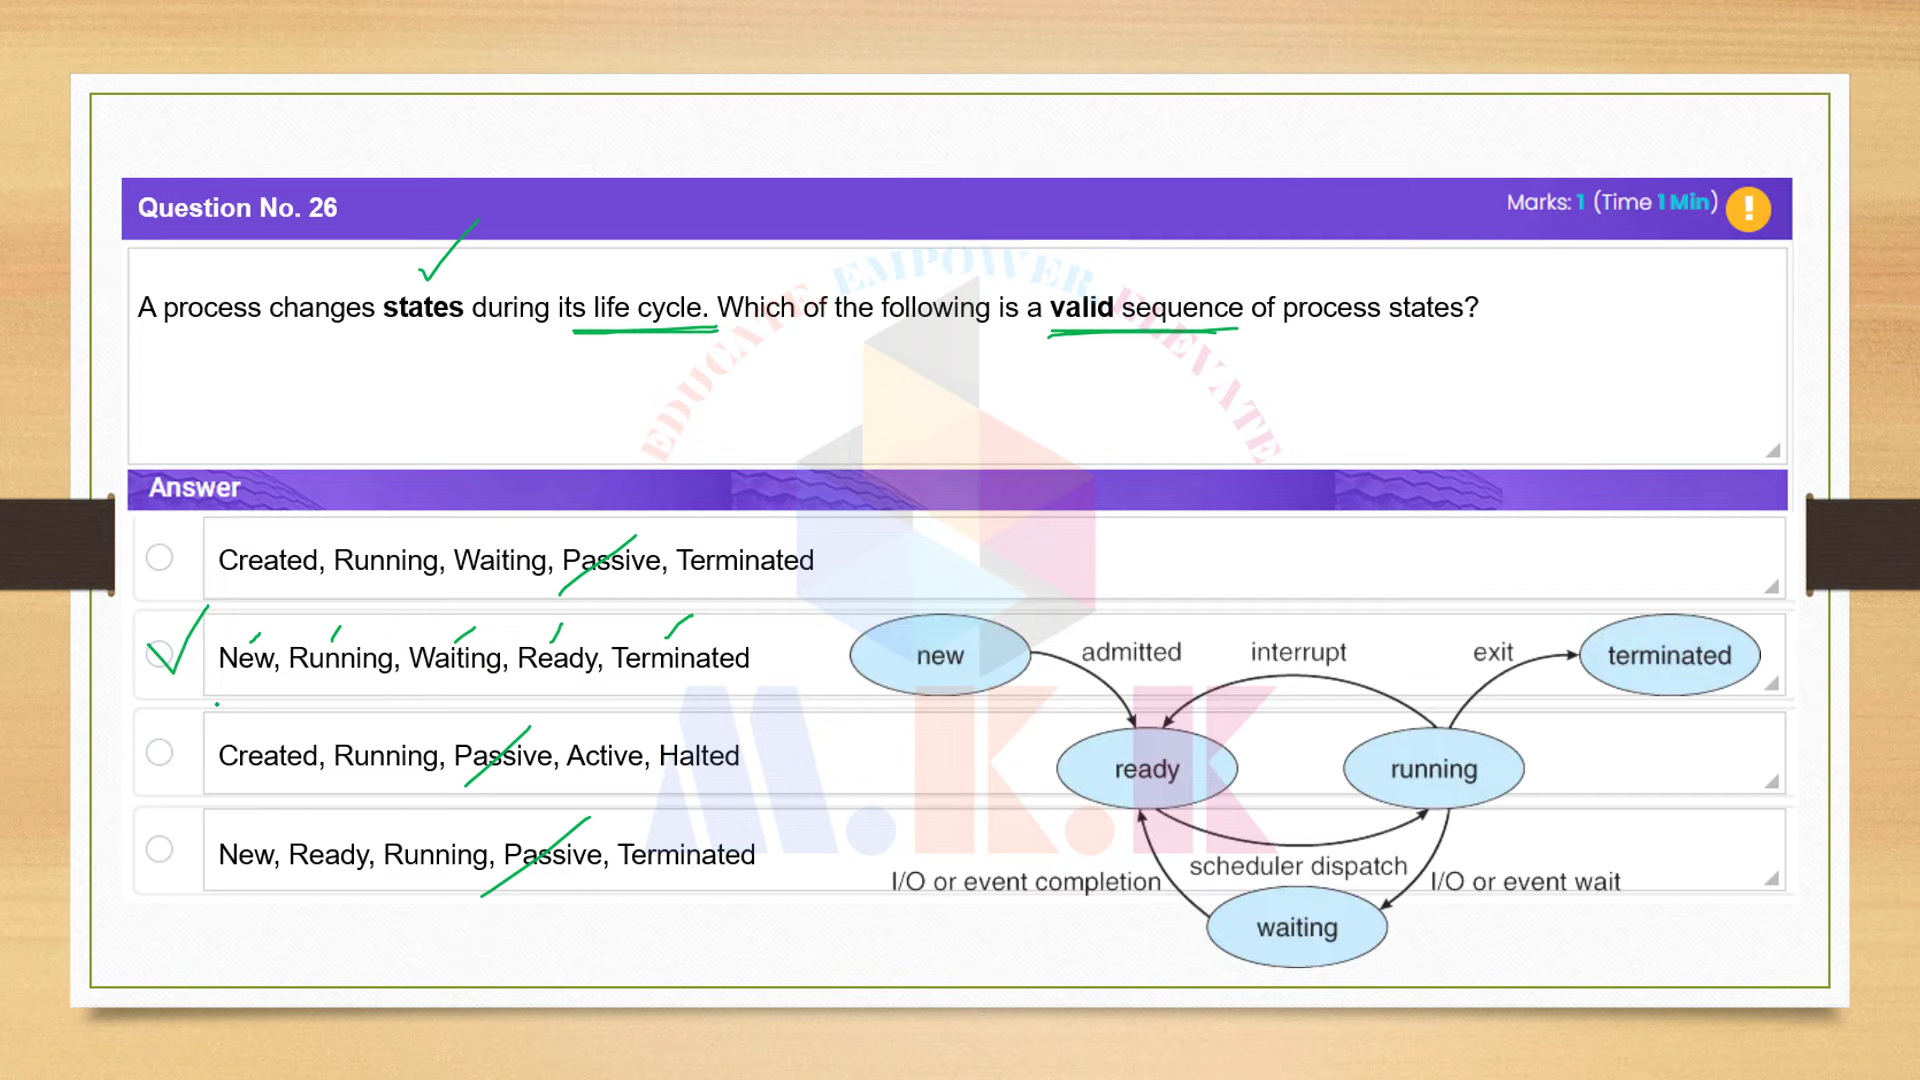 Question No. 26
Marks: 1 (Time 1 Min)
!
A process changes states during its life cycle. Which of the following is a valid sequence of process states?
EDUCATE EMPOWER ELEVATE
Answer
Created, Running, Waiting, Passive, Terminated
New, Running, Waiting, Ready, Terminated
Created, Running, Passive, Active, Halted
New, Ready, Running, Passive, Terminated
new
admitted
interrupt
exit
terminated
ready
running
scheduler dispatch
I/O or event completion
I/O or event wait
waiting
M.K.K